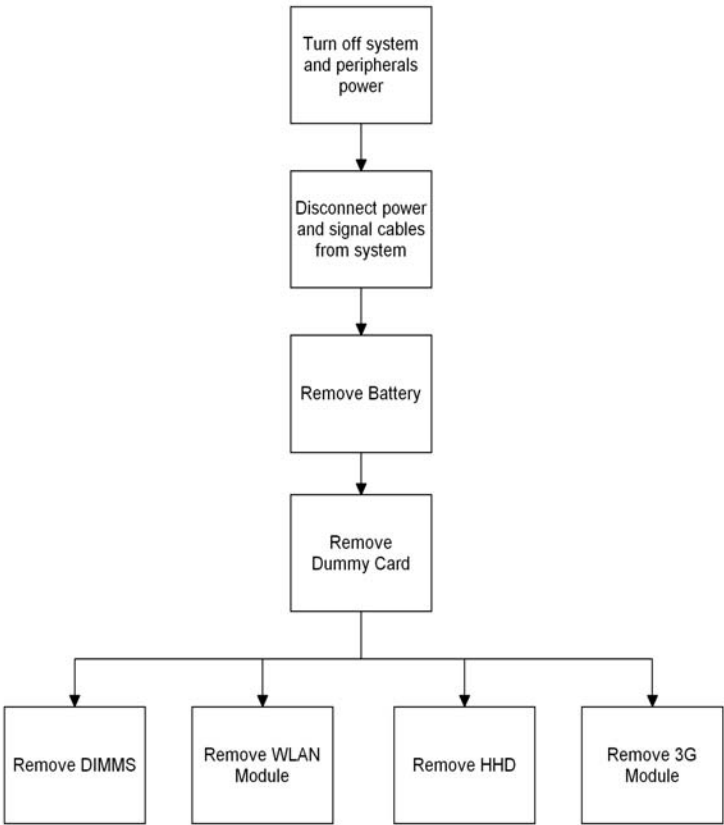 Turn off system
and peripherals
power
Disconnect power
and signal cables
from system
Remove Battery
Remove
Dummy Card
Remove DIMMS
Remove WLAN
Module
Remove HHD
Remove 3G
Module